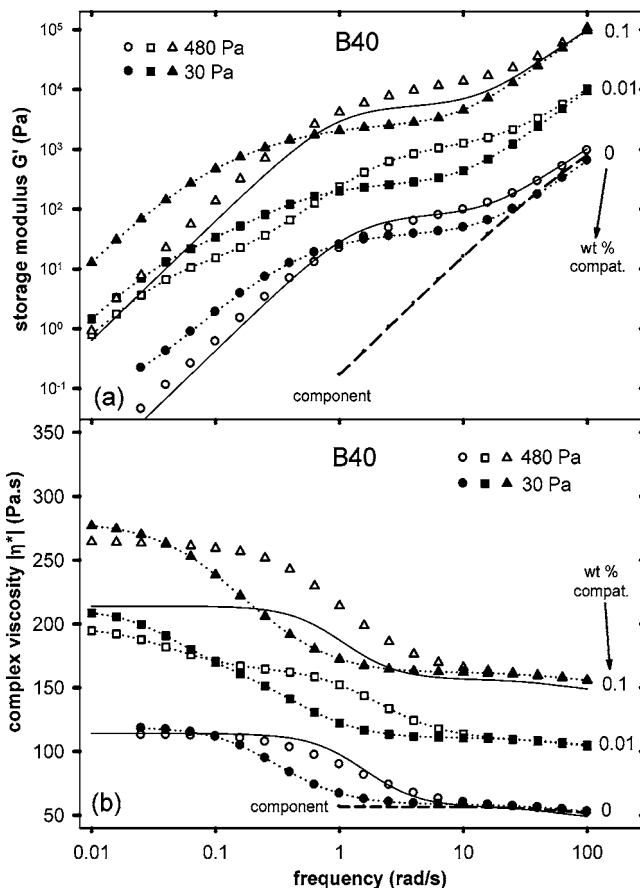 B40
480 Pa
30 Pa
10⁵
10⁴
10³
10²
10¹
10⁰
10⁻¹
storage modulus G' (Pa)
0.1
0.01
0
wt %
compat.
component
(a)
B40
480 Pa
30 Pa
350
300
250
200
150
100
50
complex viscosity |η*| (Pa.s)
wt %
compat.
0.1
0.01
0
component
(b)
0.01
0.1
1
10
100
frequency (rad/s)